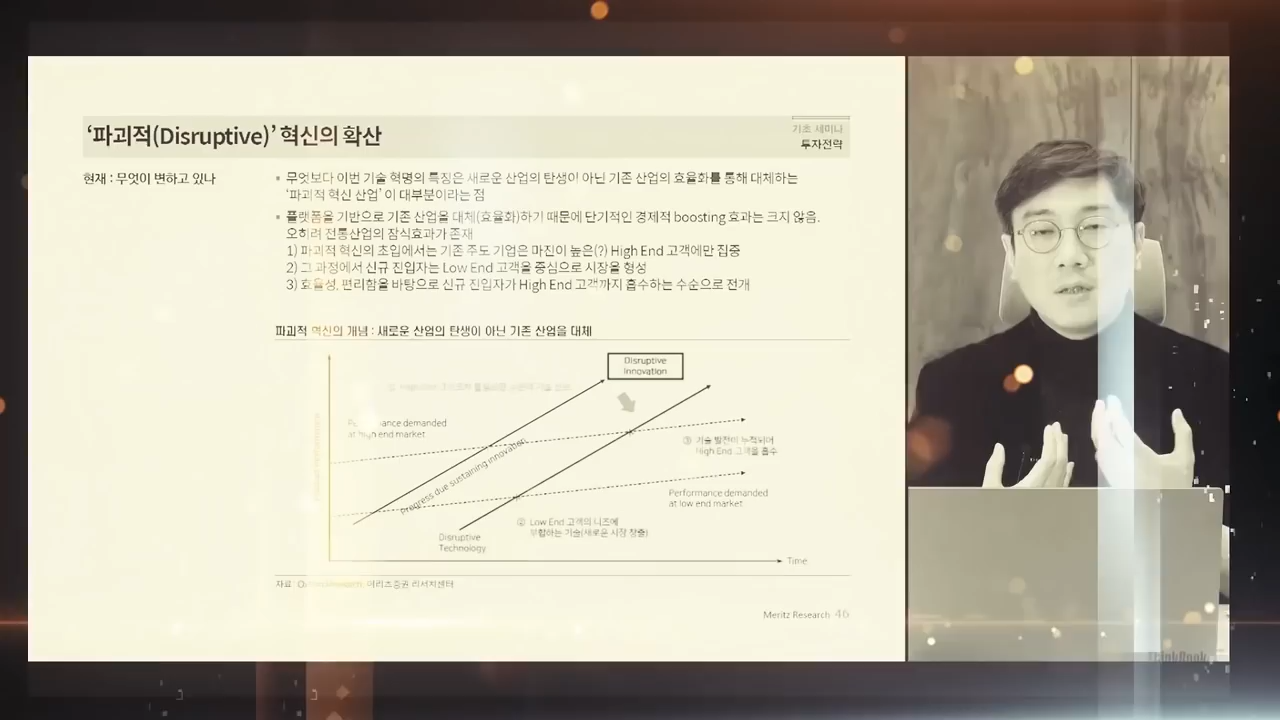 ‘파괴적(Disruptive)’ 혁신의 확산
기초 세미나
투자전략
현재 : 무엇이 변하고 있나
▪ 무엇보다 이번 기술 혁명의 특징은 새로운 산업의 탄생이 아닌 기존 산업의 효율화를 통해 대체하는
‘파괴적 혁신 산업’ 이 대부분이라는 점
▪ 플랫폼을 기반으로 기존 산업을 대체(효율화)하기 때문에 단기적인 경제적 boosting 효과는 크지 않음.
오히려 전통산업의 잠식효과가 존재
1) 파괴적 혁신의 초입에서는 기존 주도 기업은 마진이 높은(?) High End 고객에만 집중
2) 그 과정에서 신규 진입자는 Low End 고객을 중심으로 시장을 형성
3) 효율성, 편리함을 바탕으로 신규 진입자가 High End 고객까지 흡수하는 수순으로 전개
파괴적 혁신의 개념 : 새로운 산업의 탄생이 아닌 기존 산업을 대체
Disruptive
Innovation
demanded
at high end market
progress due sustaining innovation
③ 기술 발전이 누적되어
High End 고객을 흡수
Performance demanded
at low end market
② Low End 고객의 니즈에
부합하는 기술(새로운 시장 창출)
Disruptive
Technology
Time
자료 : 메리츠증권 리서치센터
Meritz Research 46
ThinkBook